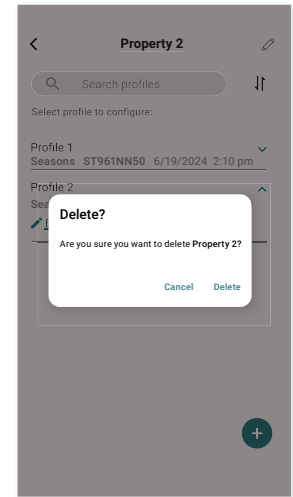 Property 2
Search profiles
Select profile to configure:
Profile 1
Seasons ST961NN50 6/19/2024 2:10 pm
Profile 2
Delete?
Are you sure you want to delete Property 2?
Cancel Delete